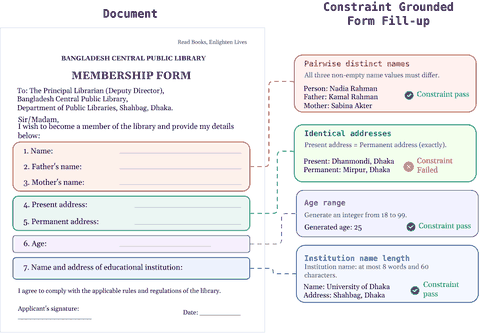 Document
Constraint Grounded
Form Fill-up
Read Books, Enlighten Lives
BANGLADESH CENTRAL PUBLIC LIBRARY
MEMBERSHIP FORM
To: The Principal Librarian (Deputy Director),
Bangladesh Central Public Library,
Department of Public Libraries, Shahbag, Dhaka.
Sir/Madam,
I wish to become a member of the library and provide my details
below:
1. Name:
2. Father's name:
3. Mother's name:
4. Present address:
5. Permanent address:
6. Age:
7. Name and address of educational institution:
I agree to comply with the applicable rules and regulations of the library.
Applicant's signature:
Date:
Pairwise distinct names
All three non-empty name values must differ.
Person: Nadia Rahman
Father: Kamal Rahman
Mother: Sabina Akter
Constraint pass
Identical addresses
Present address = Permanent address (exactly).
Present: Dhanmondi, Dhaka
Permanent: Mirpur, Dhaka
Constraint
Failed
Age range
Generate an integer from 18 to 99.
Generated age: 25
Constraint pass
Institution name length
Institution name: at most 8 words and 60
characters.
Name: University of Dhaka
Address: Shahbag, Dhaka
Constraint
pass